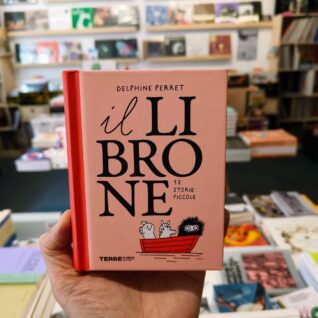 DELPHINE PERRET
il LI
BRO
NE
17
STORIE
PICCOLE
TERRE